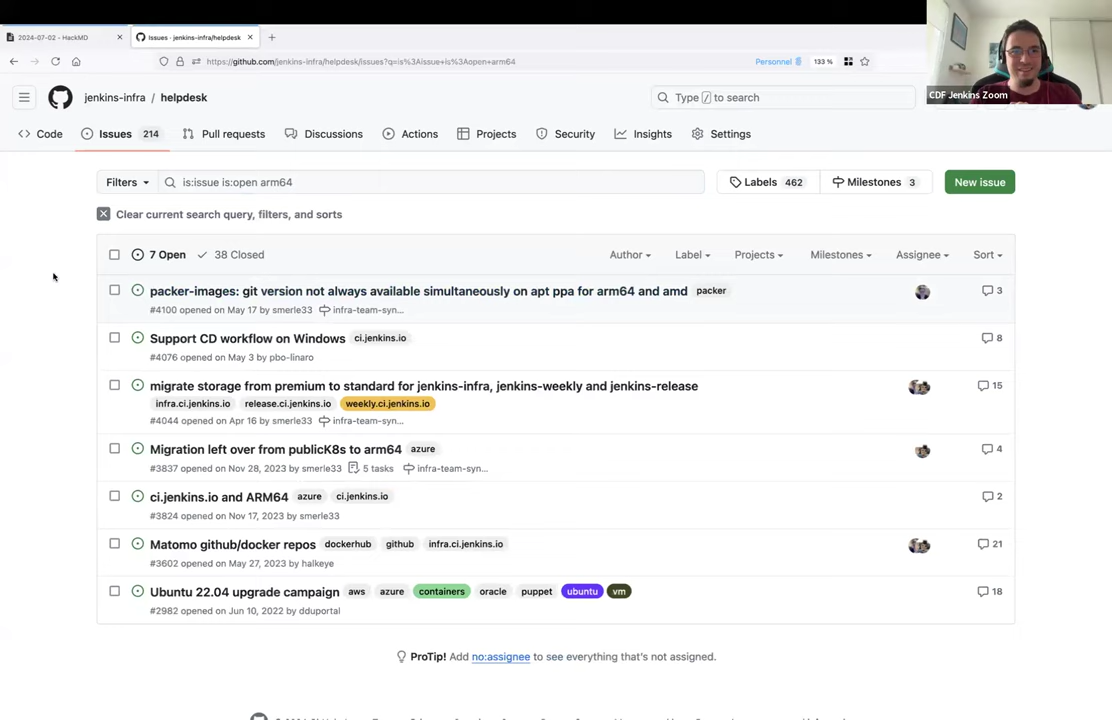 2024-07-02 - HackMD
Issues · jenkins-infra/helpdesk
https://github.com/jenkins-infra/helpdesk/issues?q=is%3Aissue+is%3Aopen+arm64
Personnel
133 %
CDF Jenkins Zoom
jenkins-infra / helpdesk
Type / to search
Code
Issues 214
Pull requests
Discussions
Actions
Projects
Security
Insights
Settings
Filters
is:issue is:open arm64
Labels 462
Milestones 3
New issue
Clear current search query, filters, and sorts
7 Open
38 Closed
Author
Label
Projects
Milestones
Assignee
Sort
packer-images: git version not always available simultaneously on apt ppa for arm64 and amd packer
3
#4100 opened on May 17 by smerle33 infra-team-syn...
Support CD workflow on Windows ci.jenkins.io
8
#4076 opened on May 3 by pbo-linaro
migrate storage from premium to standard for jenkins-infra, jenkins-weekly and jenkins-release
15
infra.ci.jenkins.io release.ci.jenkins.io weekly.ci.jenkins.io
#4044 opened on Apr 16 by smerle33 infra-team-syn...
Migration left over from publicK8s to arm64 azure
4
#3837 opened on Nov 28, 2023 by smerle33 5 tasks infra-team-syn...
ci.jenkins.io and ARM64 azure ci.jenkins.io
2
#3824 opened on Nov 17, 2023 by smerle33
Matomo github/docker repos dockerhub github infra.ci.jenkins.io
21
#3602 opened on May 27, 2023 by halkeye
Ubuntu 22.04 upgrade campaign aws azure containers oracle puppet ubuntu vm
18
#2982 opened on Jun 10, 2022 by dduportal
ProTip! Add no:assignee to see everything that's not assigned.